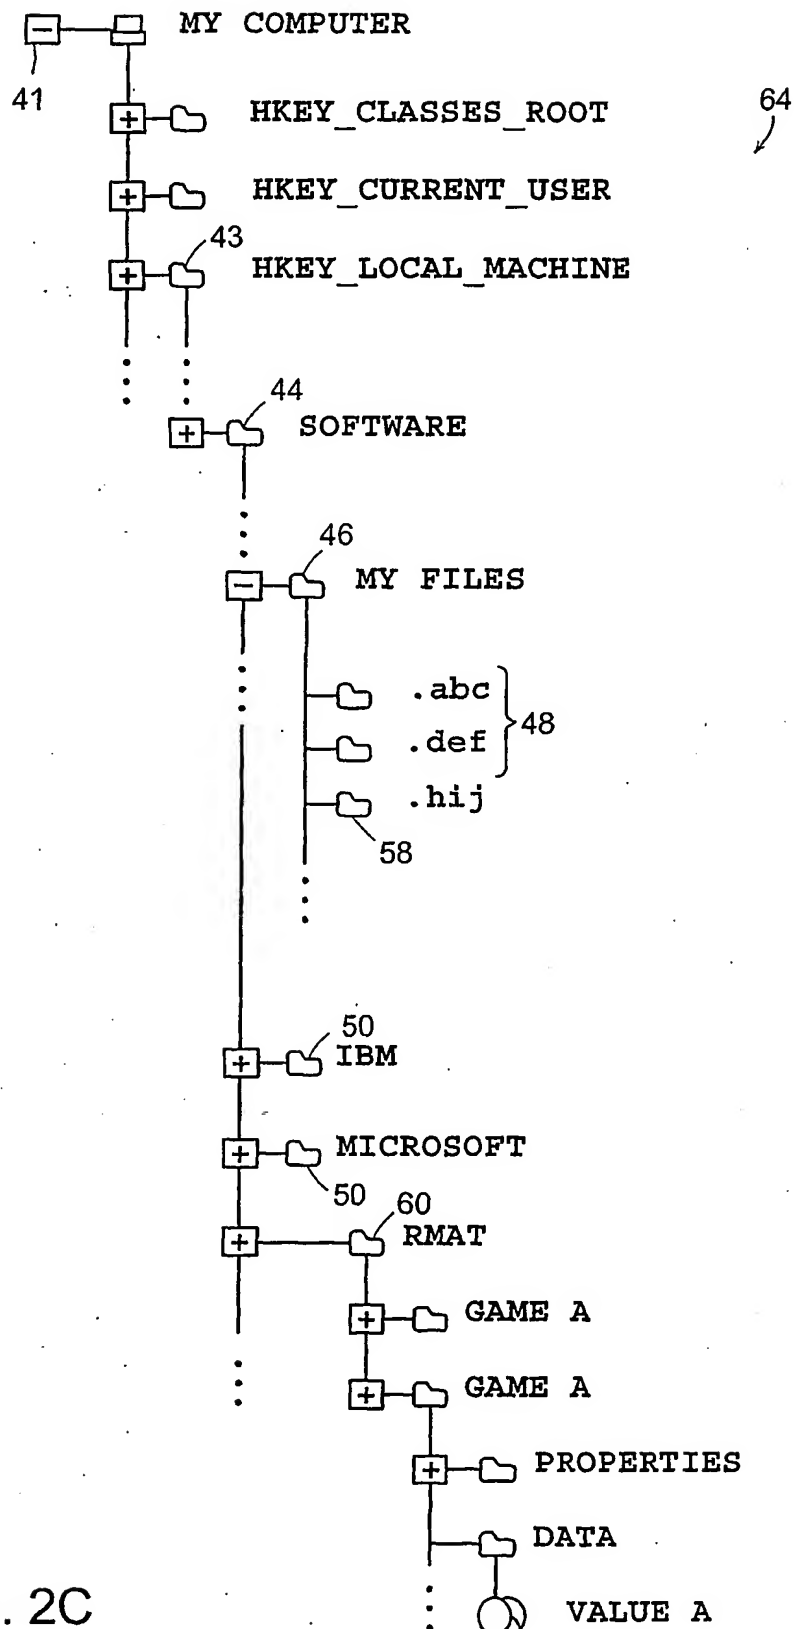 MY COMPUTER
41
HKEY_CLASSES_ROOT
64
HKEY_CURRENT_USER
43
HKEY_LOCAL_MACHINE
44
SOFTWARE
46
MY FILES
.abc
48
.def
.hij
58
50
IBM
MICROSOFT
50
60
RMAT
GAME A
GAME A
PROPERTIES
DATA
. 2C
VALUE A